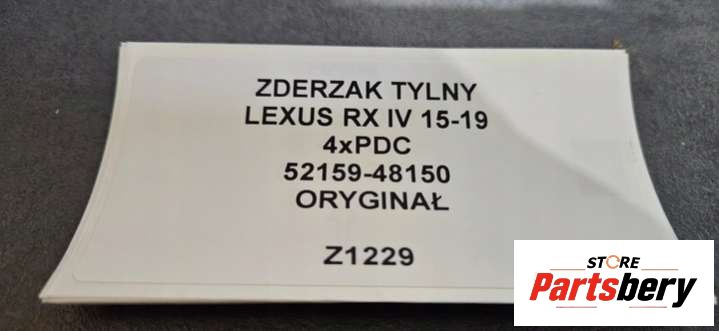 ZDERZAK TYLNY
LEXUS RX IV 15-19
4xPDC
52159-48150
ORYGINAŁ
Z1229
STORE
Partsbery